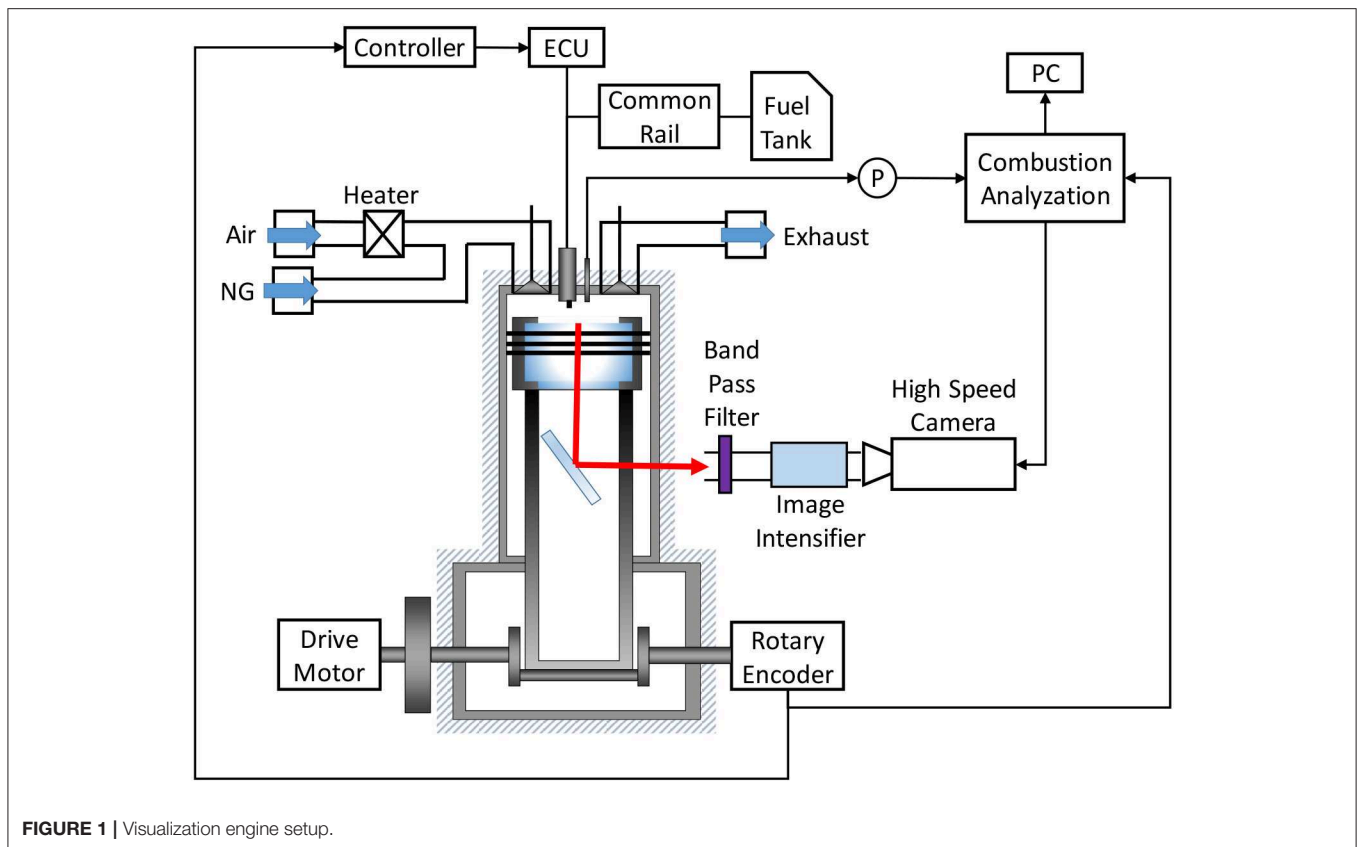 Controller
ECU
PC
Common
Rail
Fuel
Tank
Combustion
Analyzation
P
Heater
Air
NG
Exhaust
Band
Pass
Filter
High Speed
Camera
Image
Intensifier
Drive
Motor
Rotary
Encoder
FIGURE 1 | Visualization engine setup.